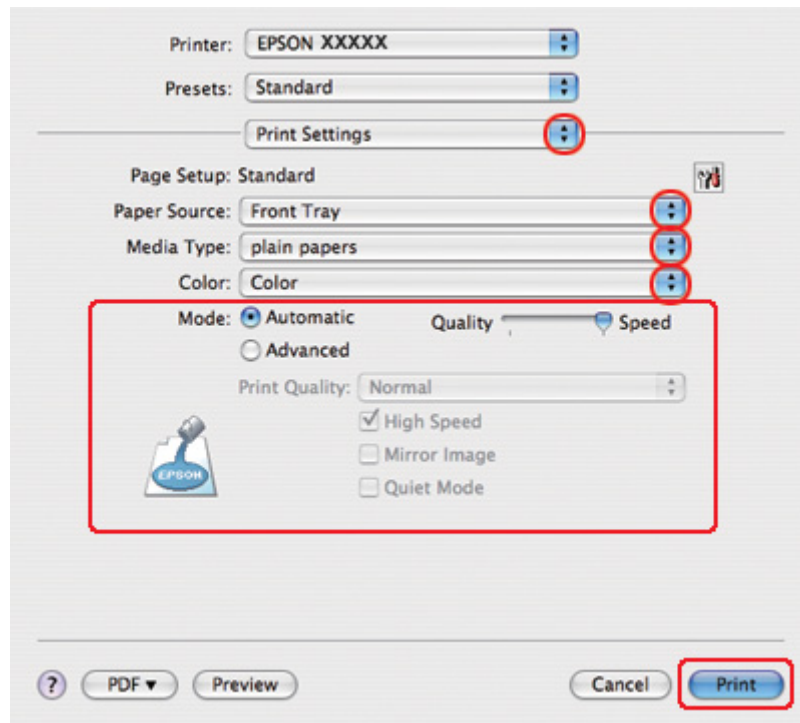 Printer: EPSON XXXXX
Presets: Standard
Print Settings
Page Setup: Standard
Paper Source: Front Tray
Media Type: plain papers
Color: Color
Mode: Automatic Quality Speed
Advanced
Print Quality: Normal
High Speed
Mirror Image
EPSON
Quiet Mode
? PDF Preview Cancel Print